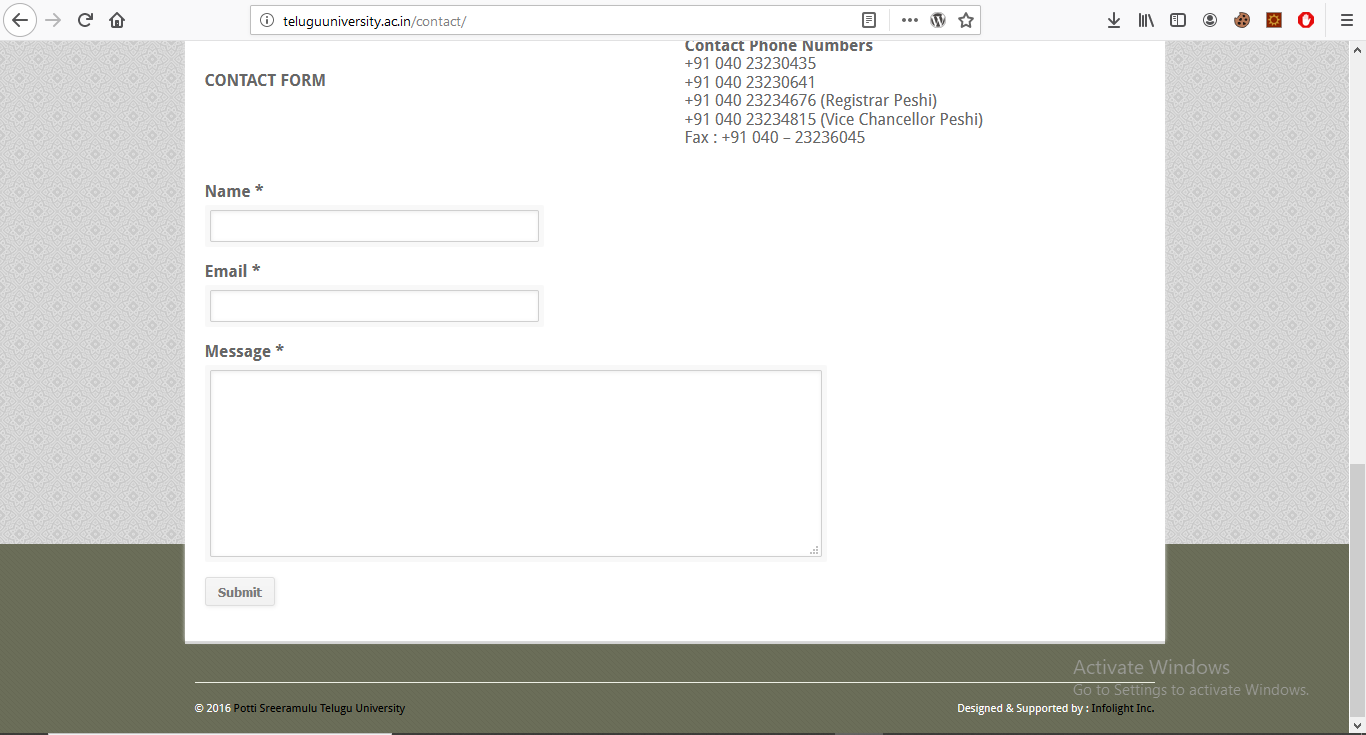 teluguuniversity.ac.in/contact/
Contact Phone Numbers
+91 040 23230435
CONTACT FORM
+91 040 23230641
+91 040 23234676 (Registrar Peshi)
+91 040 23234815 (Vice Chancellor Peshi)
Fax : +91 040 – 23236045
Name *
Email *
Message *
Submit
Activate Windows
Go to Settings to activate Windows.
© 2016 Potti Sreeramulu Telugu University
Designed & Supported by : Infolight Inc.